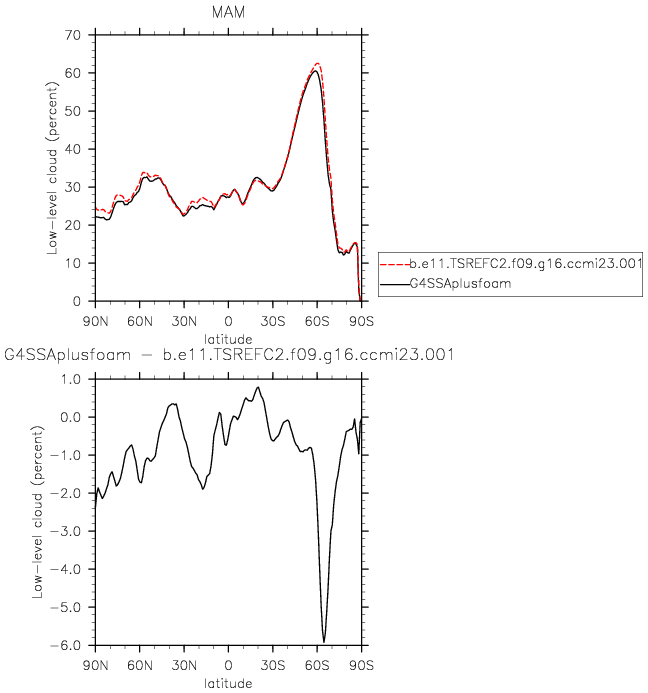 MAM
70
60
50
40
30
20
10
0
Low-level cloud (percent)
90N 60N 30N 0 30S 60S 90S
latitude
b.e11.TSREFC2.f09.g16.ccmi23.001
G4SSAplusfoam
G4SSAplusfoam - b.e11.TSREFC2.f09.g16.ccmi23.001
1.0
0.0
-1.0
-2.0
-3.0
-4.0
-5.0
-6.0
Low-level cloud (percent)
90N 60N 30N 0 30S 60S 90S
latitude